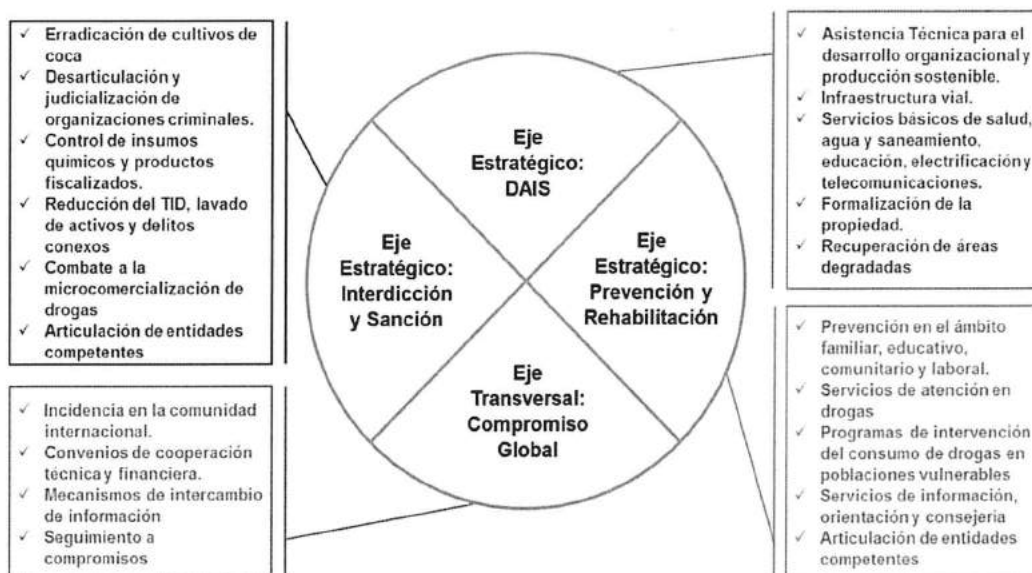 ✓ Erradicación de cultivos de
coca
✓ Desarticulación y
judicialización de
organizaciones criminales.
✓ Control de insumos
químicos y productos
fiscalizados.
✓ Reducción del TID, lavado
de activos y delitos
conexos
✓ Combate a la
microcomercialización de
drogas
✓ Articulación de entidades
competentes
✓ Incidencia en la comunidad
internacional.
✓ Convenios de cooperación
técnica y financiera.
✓ Mecanismos de intercambio
de información
✓ Seguimiento a
compromisos
Eje
Estratégico:
DAIS
Eje
Estratégico:
Interdicción
y Sanción
Eje
Estratégico:
Prevención y
Rehabilitación
Eje
Transversal:
Compromiso
Global
✓ Asistencia Técnica para el
desarrollo organizacional y
producción sostenible.
✓ Infraestructura vial.
✓ Servicios básicos de salud,
agua y saneamiento,
educación, electrificación y
telecomunicaciones.
✓ Formalización de la
propiedad.
✓ Recuperación de áreas
degradadas
✓ Prevención en el ámbito
familiar, educativo,
comunitario y laboral.
✓ Servicios de atención en
drogas
✓ Programas de intervención
del consumo de drogas en
poblaciones vulnerables
✓ Servicios de información,
orientación y consejería
✓ Articulación de entidades
competentes